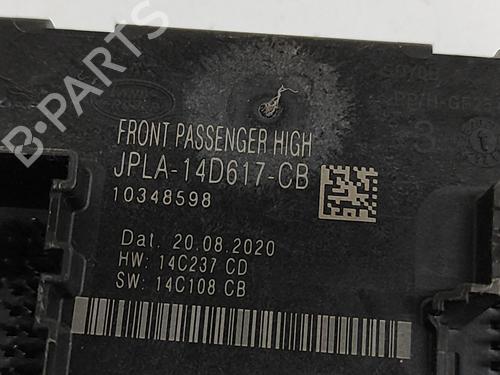 B-PARTS
FRONT PASSENGER HIGH
JPLA-14D617-CB
10348598
Dat. 20.08.2020
HW: 14C237 CD
SW: 14C108 CB